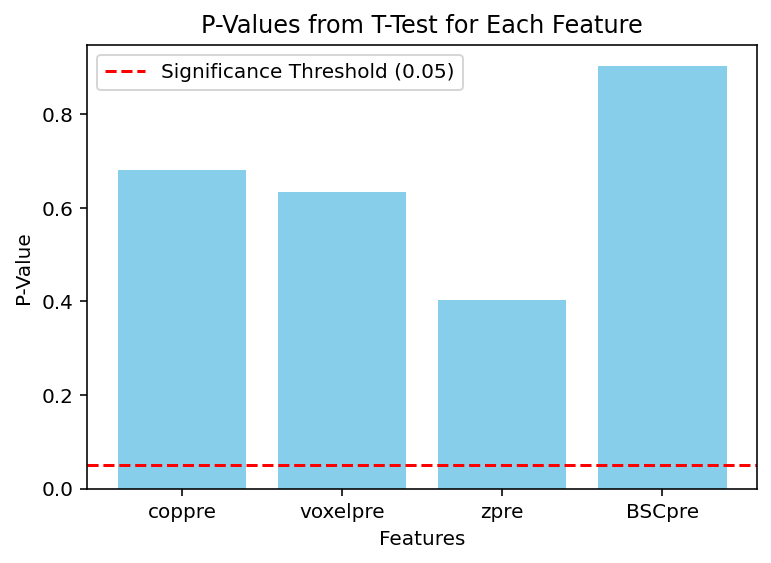 P-Values from T-Test for Each Feature
Significance Threshold (0.05)
P-Value
0.8
0.6
0.4
0.2
0.0
coppre voxelpre zpre BSCpre
Features